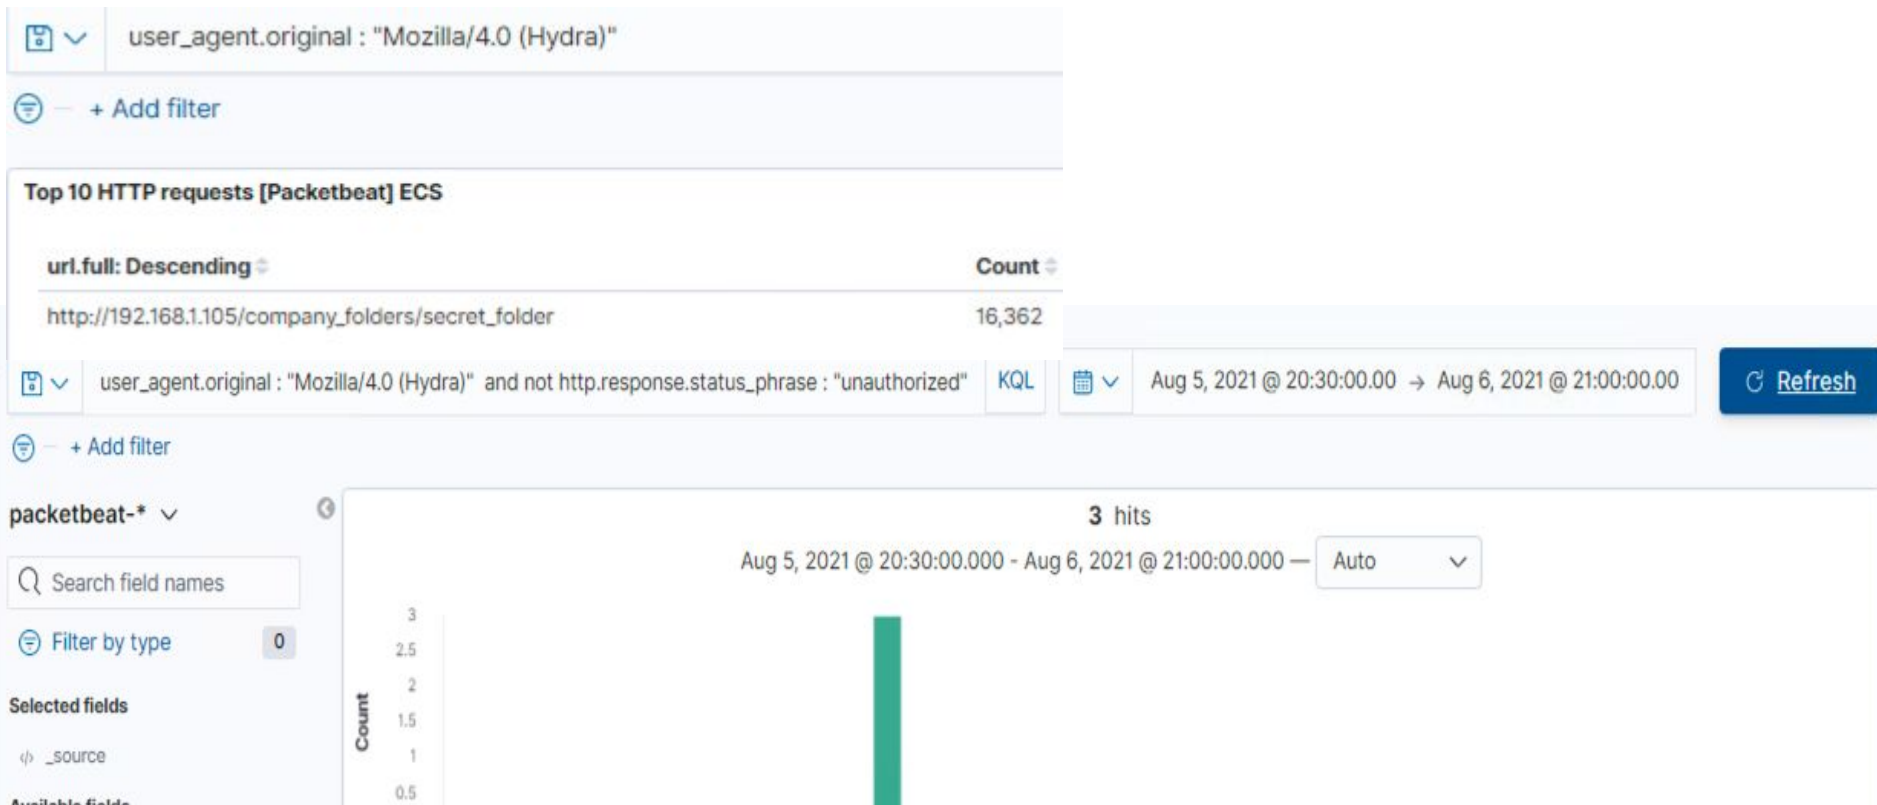 user_agent.original : "Mozilla/4.0 (Hydra)"
+ Add filter
Top 10 HTTP requests [Packetbeat] ECS
url.full: Descending Count
http://192.168.1.105/company_folders/secret_folder 16,362
user_agent.original : "Mozilla/4.0 (Hydra)" and not http.response.status_phrase : "unauthorized" KQL Aug 5, 2021 @ 20:30:00.00 → Aug 6, 2021 @ 21:00:00.00 Refresh
+ Add filter
packetbeat-*
3 hits
Aug 5, 2021 @ 20:30:00.000 - Aug 6, 2021 @ 21:00:00.000 — Auto
Search field names
Filter by type 0
Selected fields
</> _source
Available fields
Count
3
2.5
2
1.5
1
0.5